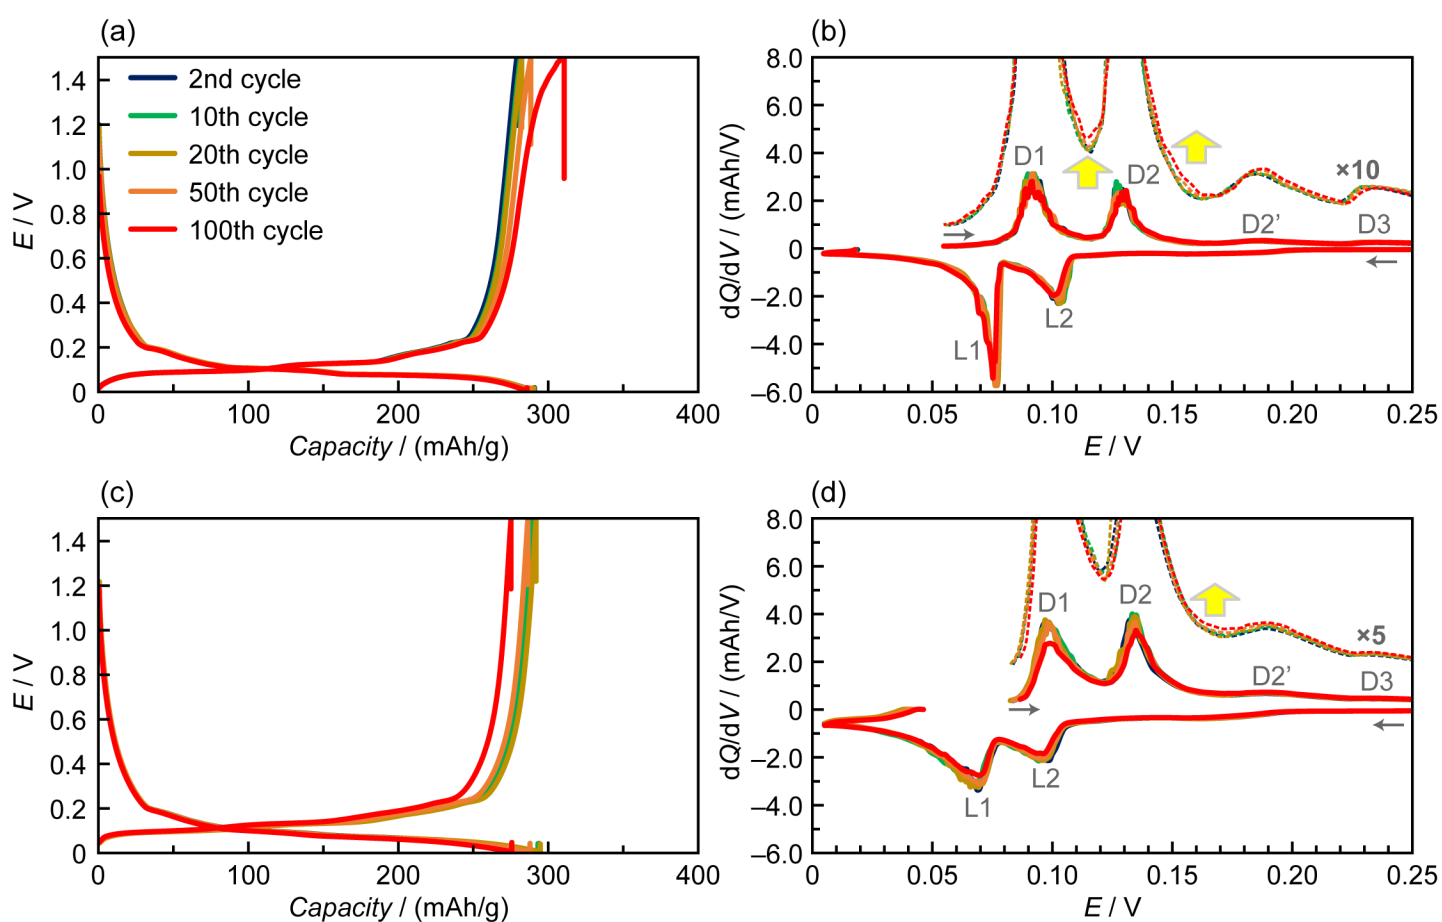 (a)
1.4
1.2
1.0
0.8
0.6
0.4
0.2
0
E / V
2nd cycle
10th cycle
20th cycle
50th cycle
100th cycle
0 100 200 300 400
Capacity / (mAh/g)
(b)
8.0
6.0
4.0
2.0
0
–2.0
–4.0
–6.0
dQ/dV / (mAh/V)
D1
D2
×10
D2’
D3
L1
L2
0 0.05 0.10 0.15 0.20 0.25
E / V
(c)
1.4
1.2
1.0
0.8
0.6
0.4
0.2
0
E / V
0 100 200 300 400
Capacity / (mAh/g)
(d)
8.0
6.0
4.0
2.0
0
–2.0
–4.0
–6.0
dQ/dV / (mAh/V)
D1
D2
×5
D2’
D3
L1
L2
0 0.05 0.10 0.15 0.20 0.25
E / V